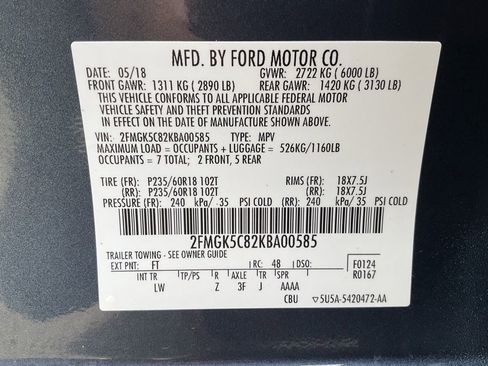 MFD. BY FORD MOTOR CO.
DATE: 05/18 GVWR: 2722 KG ( 6000 LB)
FRONT GAWR: 1311 KG ( 2890 LB) REAR GAWR: 1420 KG ( 3130 LB)
THIS VEHICLE CONFORMS TO ALL APPLICABLE FEDERAL MOTOR
VEHICLE SAFETY AND THEFT PREVENTION STANDARDS
IN EFFECT ON THE DATE OF MANUFACTURE SHOWN ABOVE.
VIN: 2FMGK5C82KBA00585 TYPE: MPV
MAXIMUM LOAD = OCCUPANTS + LUGGAGE = 526KG/1160LB
OCCUPANTS = 7 TOTAL; 2 FRONT, 5 REAR
TIRE (FR): P235/60R18 102T RIMS (FR): 18X7.5J
(RR): P235/60R18 102T (RR): 18X7.5J
PRESSURE (FR): 240 kPa/ 35 PSI COLD (RR): 240 kPa/ 35 PSI COLD
2FMGK5C82KBA00585
TRAILER TOWING - SEE OWNER GUIDE
EXT PNT: FT RC: 48 DSO: F0124
INT TR TP/PS R AXLE TR SPR R0167
LW Z 3F J AAAA
CBU 5U5A-5420472-AA